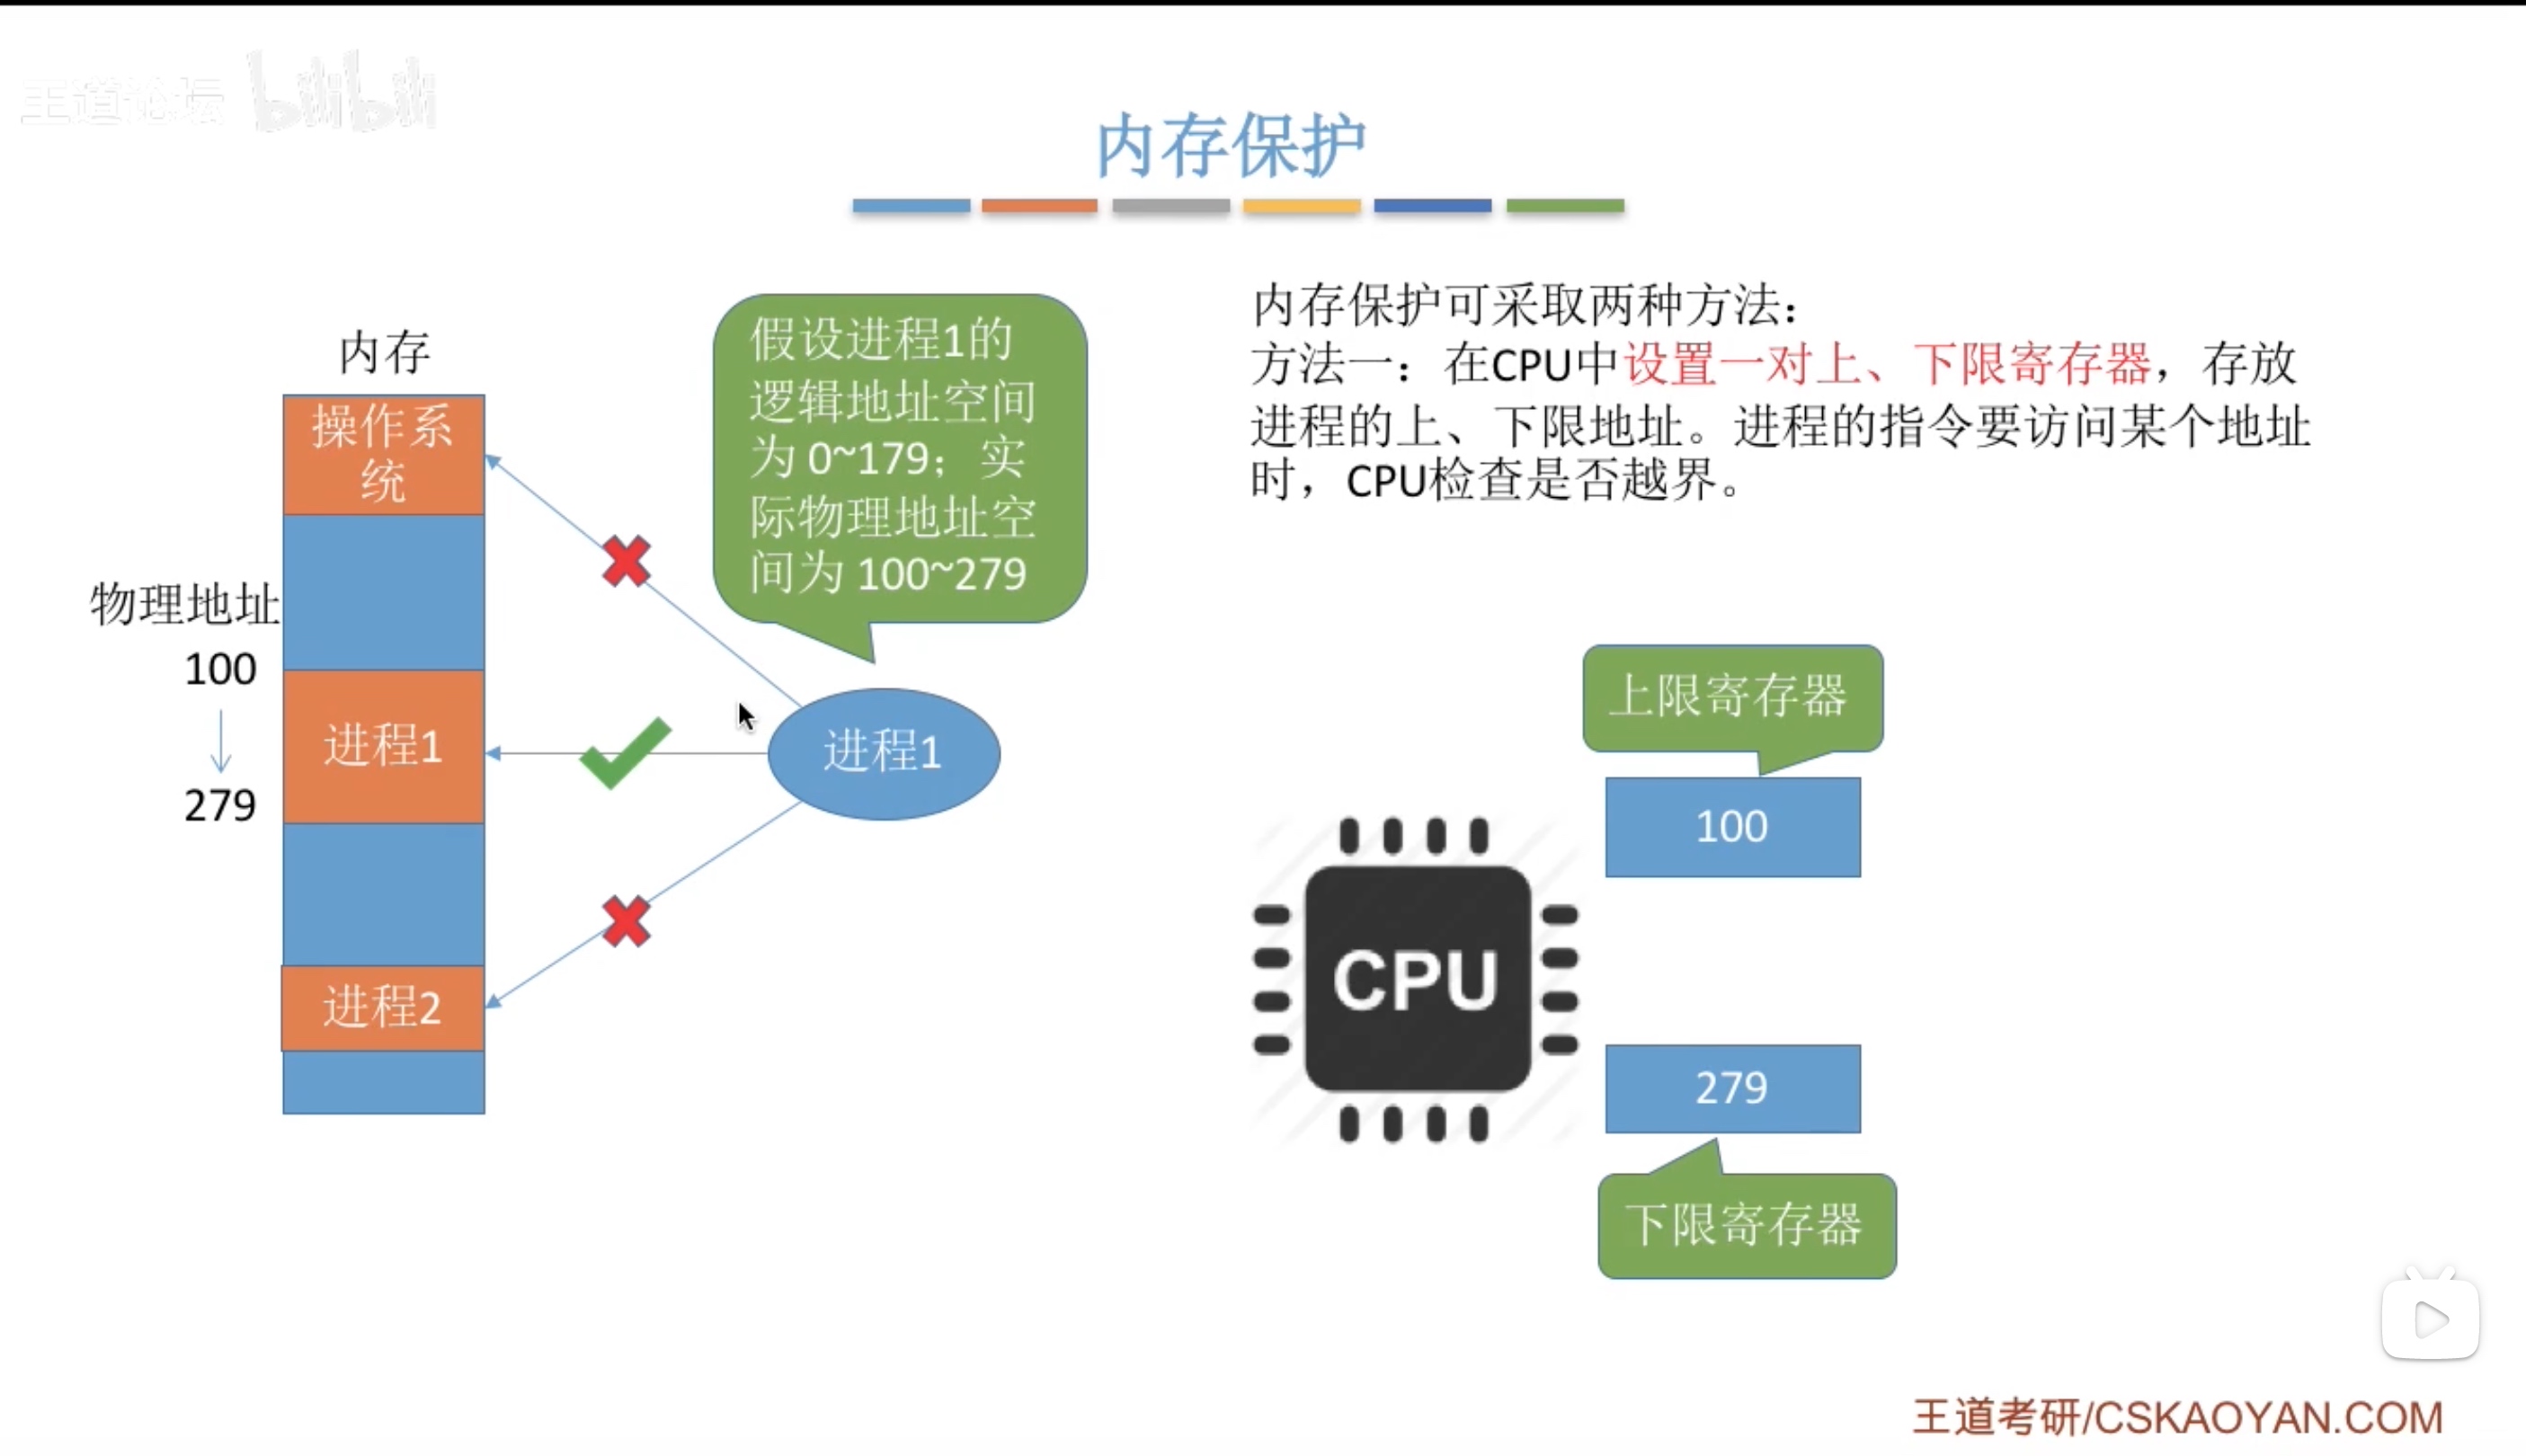 王道论坛 bilibili
内存保护
内存
操作系
统
物理地址
100
279
进程1
进程2
假设进程1的
逻辑地址空间
为 0~179；实
际物理地址空
间为 100~279
进程1
内存保护可采取两种方法：
方法一：在CPU中设置一对上、下限寄存器，存放
进程的上、下限地址。进程的指令要访问某个地址
时，CPU检查是否越界。
上限寄存器
100
CPU
279
下限寄存器
王道考研/CSKAOYAN.COM